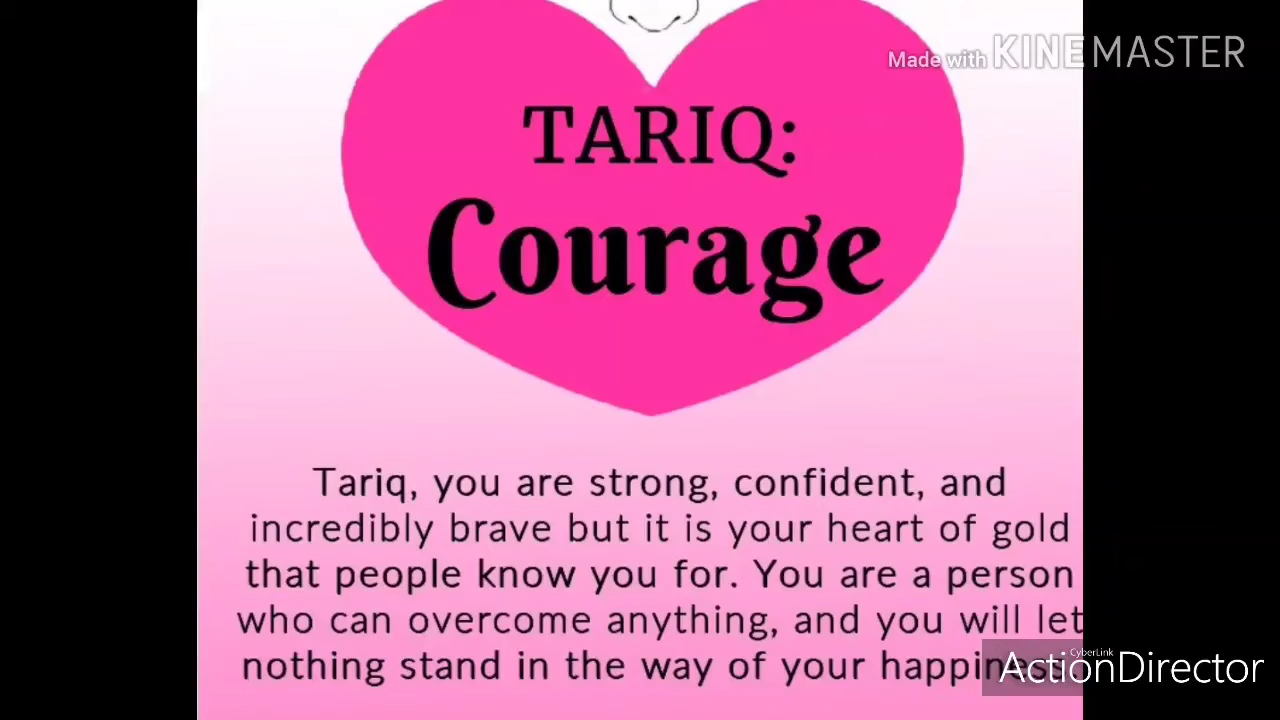 Made with KINEMASTER
TARIQ:
Courage
Tariq, you are strong, confident, and
incredibly brave but it is your heart of gold
that people know you for. You are a person
who can overcome anything, and you will let
nothing stand in the way of your happiness
CyberLink
ActionDirector